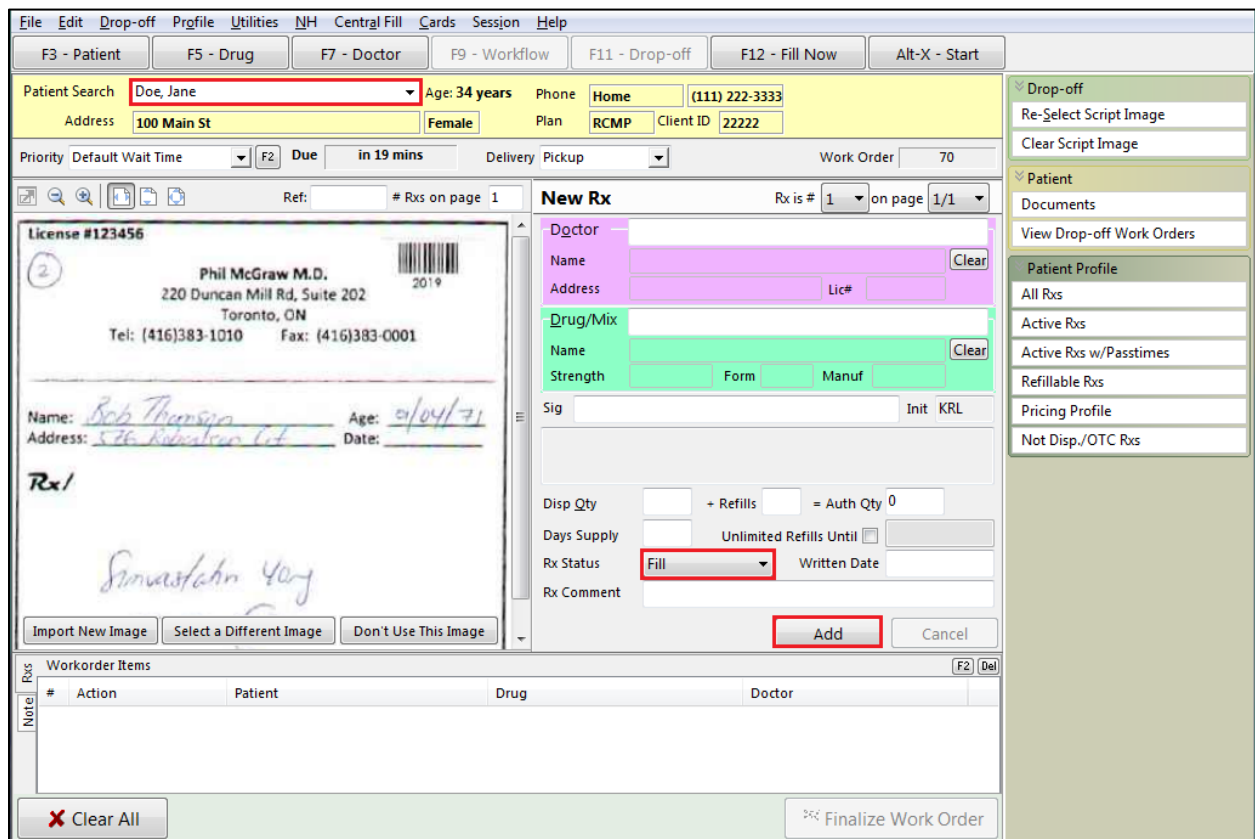 File Edit Drop-off Profile Utilities NH Central Fill Cards Session Help
F3 - Patient F5 - Drug F7 - Doctor F9 - Workflow F11 - Drop-off F12 - Fill Now Alt-X - Start
Patient Search Doe, Jane Age: 34 years Phone Home (111) 222-3333
Address 100 Main St Female Plan RCMP Client ID 22222
Priority Default Wait Time F2 Due in 19 mins Delivery Pickup Work Order 70
Ref: # Rxs on page 1
License #123456
2
Phil McGraw M.D.
2019
220 Duncan Mill Rd, Suite 202
Toronto, ON
Tel: (416)383-1010 Fax: (416)383-0001
Name: Bob Thomson Age: 9/04/71
Address: 576 Robertson Crt Date:
Rx/
Import New Image Select a Different Image Don't Use This Image
New Rx Rx is # 1 on page 1/1
Doctor
Name Clear
Address Lic#
Drug/Mix
Name Clear
Strength Form Manuf
Sig Init KRL
Disp Qty + Refills = Auth Qty 0
Days Supply Unlimited Refills Until
Rx Status Fill Written Date
Rx Comment
Add Cancel
Rxs Workorder Items F2 Del
Note # Action Patient Drug Doctor
Clear All Finalize Work Order
Drop-off
Re-Select Script Image
Clear Script Image
Patient
Documents
View Drop-off Work Orders
Patient Profile
All Rxs
Active Rxs
Active Rxs w/Passtimes
Refillable Rxs
Pricing Profile
Not Disp./OTC Rxs